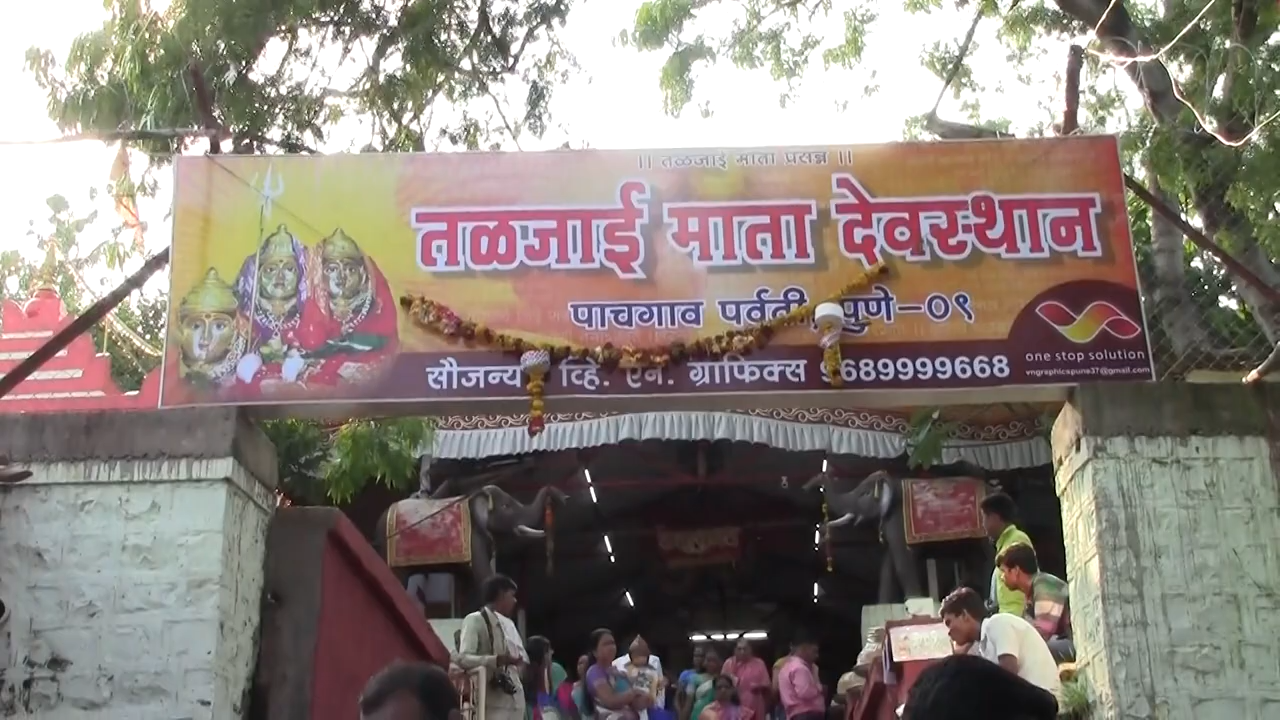 ॥ तळजाई माता प्रसन्न ॥
तळजाई माता देवस्थान
पाचगाव पर्वती, पुणे-०९
सौजन्य व्हि. एन. ग्राफिक्स 9689999668
one stop solution
vngraphicspune37@gmail.com